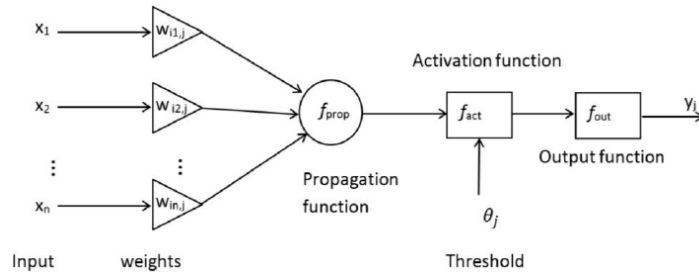 x1
wi1,j
Activation function
x2
wi2,j
fprop
fact
fout
yj
Output function
⋮
⋮
Propagation
function
xn
win,j
θj
Input
weights
Threshold